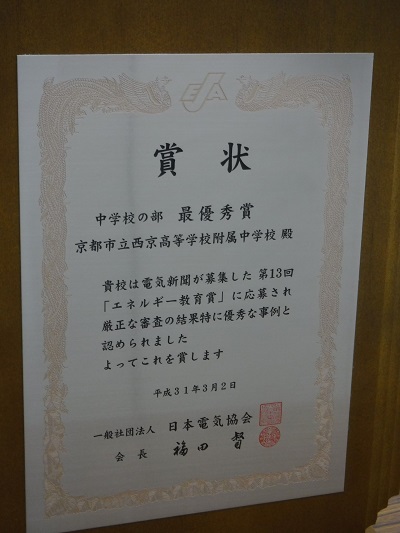 賞状
中学校の部 最優秀賞
京都市立西京高等学校附属中学校 殿
貴校は電気新聞が募集した 第13回
「エネルギー教育賞」に応募され
厳正な審査の結果特に優秀な事例と
認められました
よってこれを賞します
平成31年3月2日
一般社団法人 日本電気協会
会長 福田 督